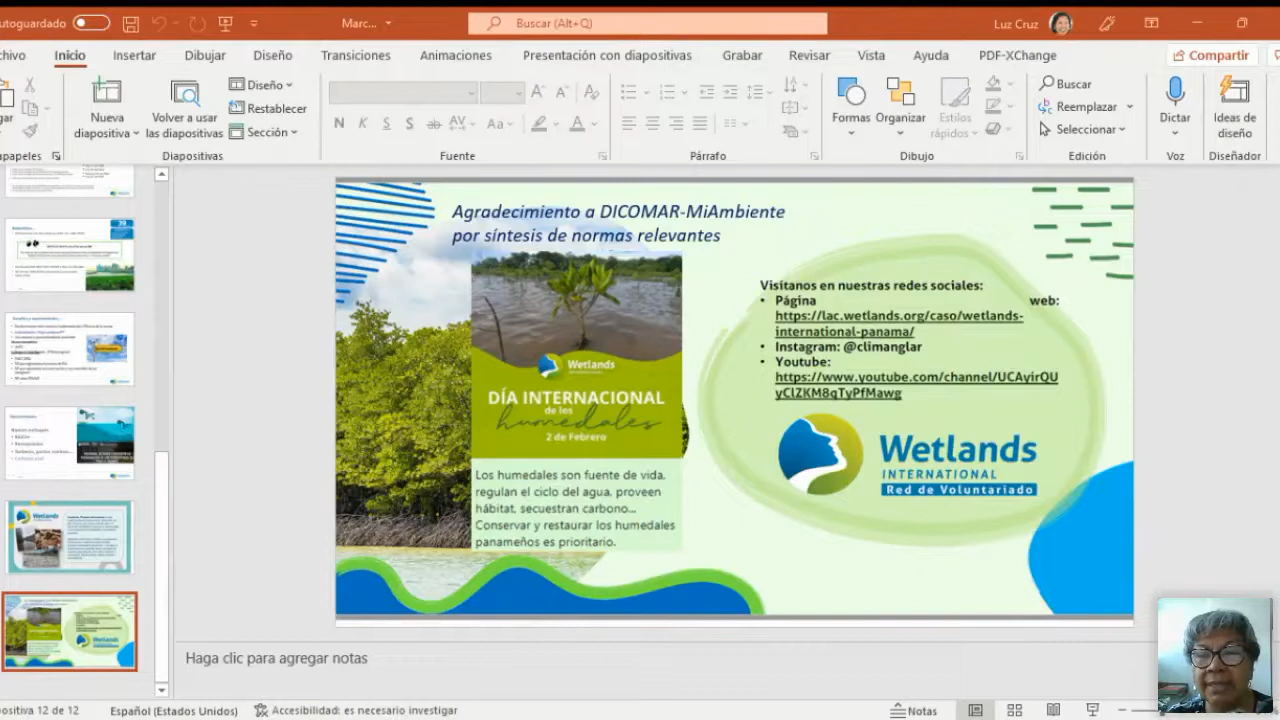 utoguardado
Marc...
Buscar (Alt+Q)
Luz Cruz
chivo
Inicio
Insertar
Dibujar
Diseño
Transiciones
Animaciones
Presentación con diapositivas
Grabar
Revisar
Vista
Ayuda
PDF-XChange
Compartir
gar
Nueva
diapositiva
Volver a usar
las diapositivas
Diseño
Restablecer
Sección
N K S S ab AV Aa A
Formas
Organizar
Estilos
rápidos
Buscar
Reemplazar
Seleccionar
Dictar
Ideas de
diseño
apapeles
Diapositivas
Fuente
Párrafo
Dibujo
Edición
Voz
Diseñador
Agradecimiento a DICOMAR-MiAmbiente
por síntesis de normas relevantes
Wetlands
DÍA INTERNACIONAL
de los
humedales
2 de Febrero
Los humedales son fuente de vida.
regulan el ciclo del agua, proveen
hábitat, secuestran carbono...
Conservar y restaurar los humedales
panameños es prioritario.
Visítanos en nuestras redes sociales:
• Página web:
https://lac.wetlands.org/caso/wetlands-
international-panama/
• Instagram: @climanglar
• Youtube:
https://www.youtube.com/channel/UCAyirQU
yClZKM8qTyPfMawg
Wetlands
INTERNATIONAL
Red de Voluntariado
Haga clic para agregar notas
positiva 12 de 12
Español (Estados Unidos)
Accesibilidad: es necesario investigar
Notas